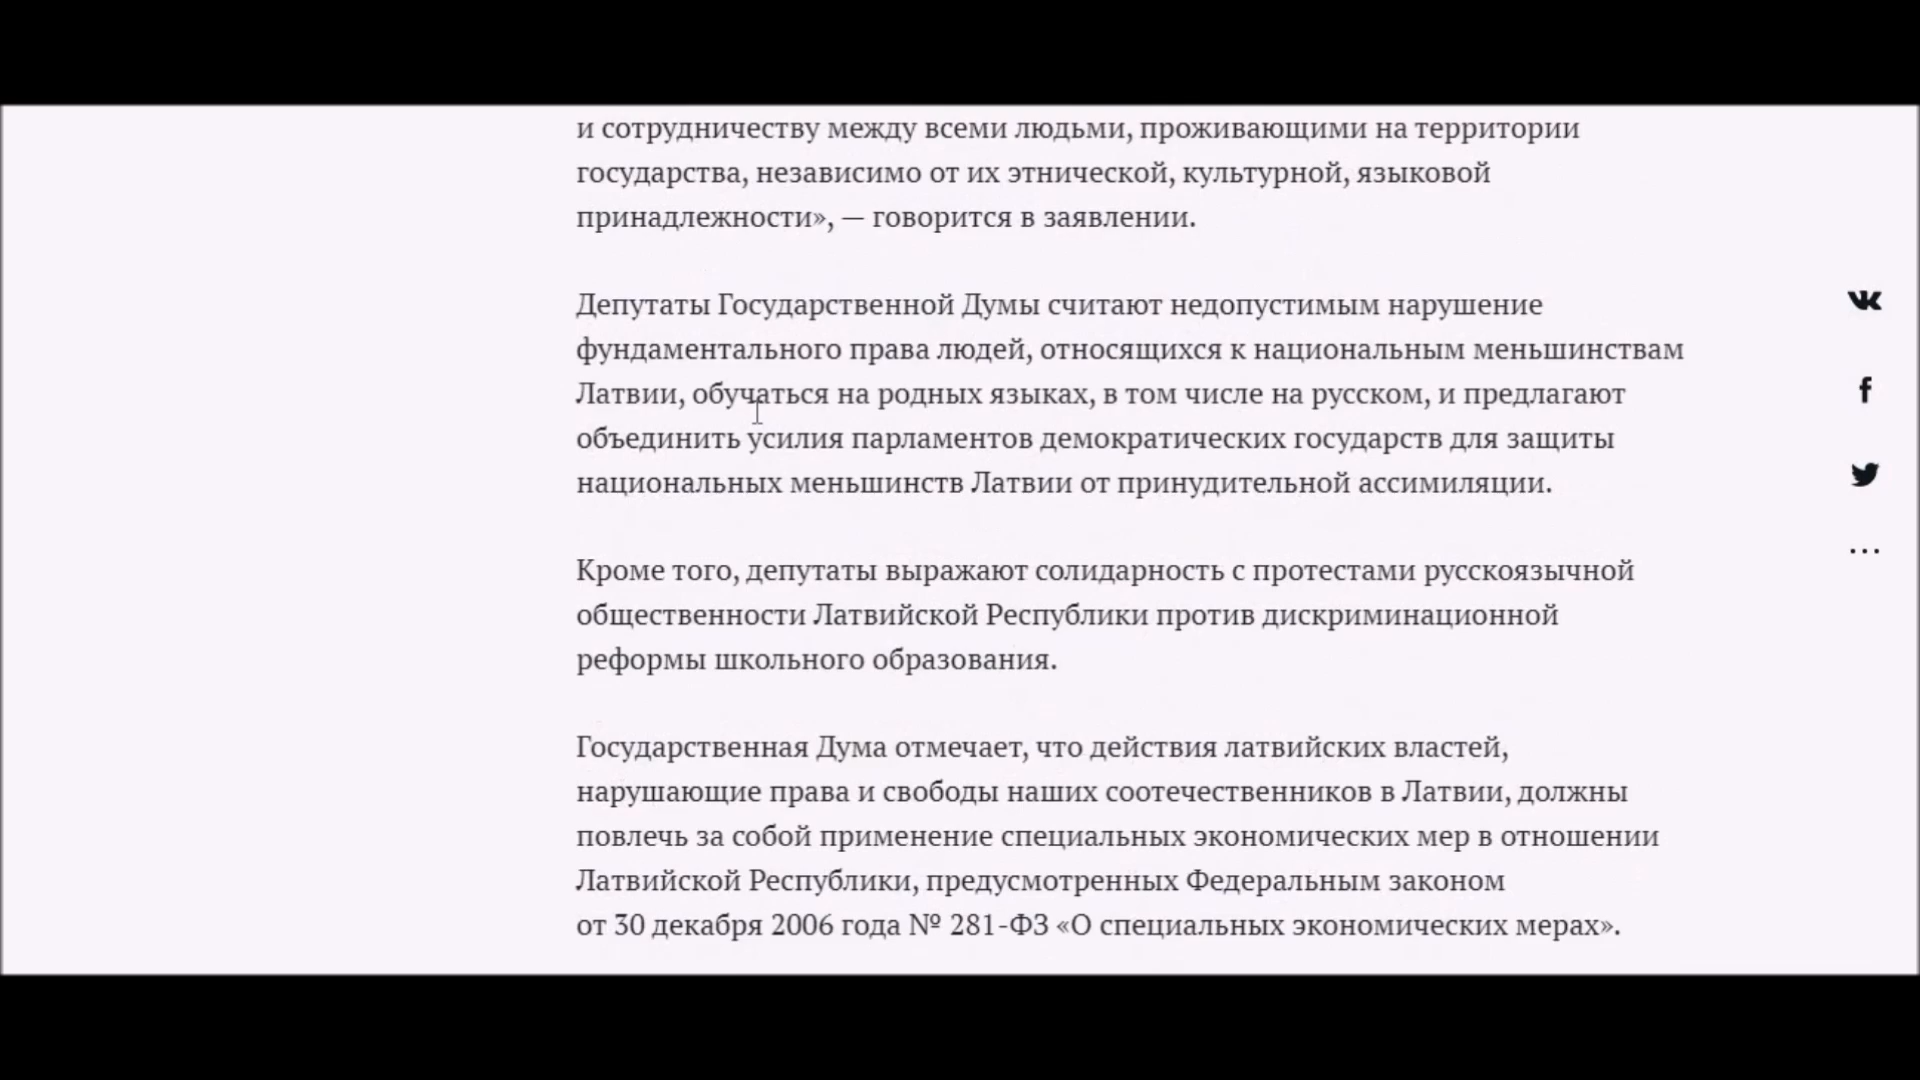 и сотрудничеству между всеми людьми, проживающими на территории
государства, независимо от их этнической, культурной, языковой
принадлежности», — говорится в заявлении.
Депутаты Государственной Думы считают недопустимым нарушение
фундаментального права людей, относящихся к национальным меньшинствам
Латвии, обучаться на родных языках, в том числе на русском, и предлагают
объединить усилия парламентов демократических государств для защиты
национальных меньшинств Латвии от принудительной ассимиляции.
Кроме того, депутаты выражают солидарность с протестами русскоязычной
общественности Латвийской Республики против дискриминационной
реформы школьного образования.
Государственная Дума отмечает, что действия латвийских властей,
нарушающие права и свободы наших соотечественников в Латвии, должны
повлечь за собой применение специальных экономических мер в отношении
Латвийской Республики, предусмотренных Федеральным законом
от 30 декабря 2006 года № 281-ФЗ «О специальных экономических мерах».